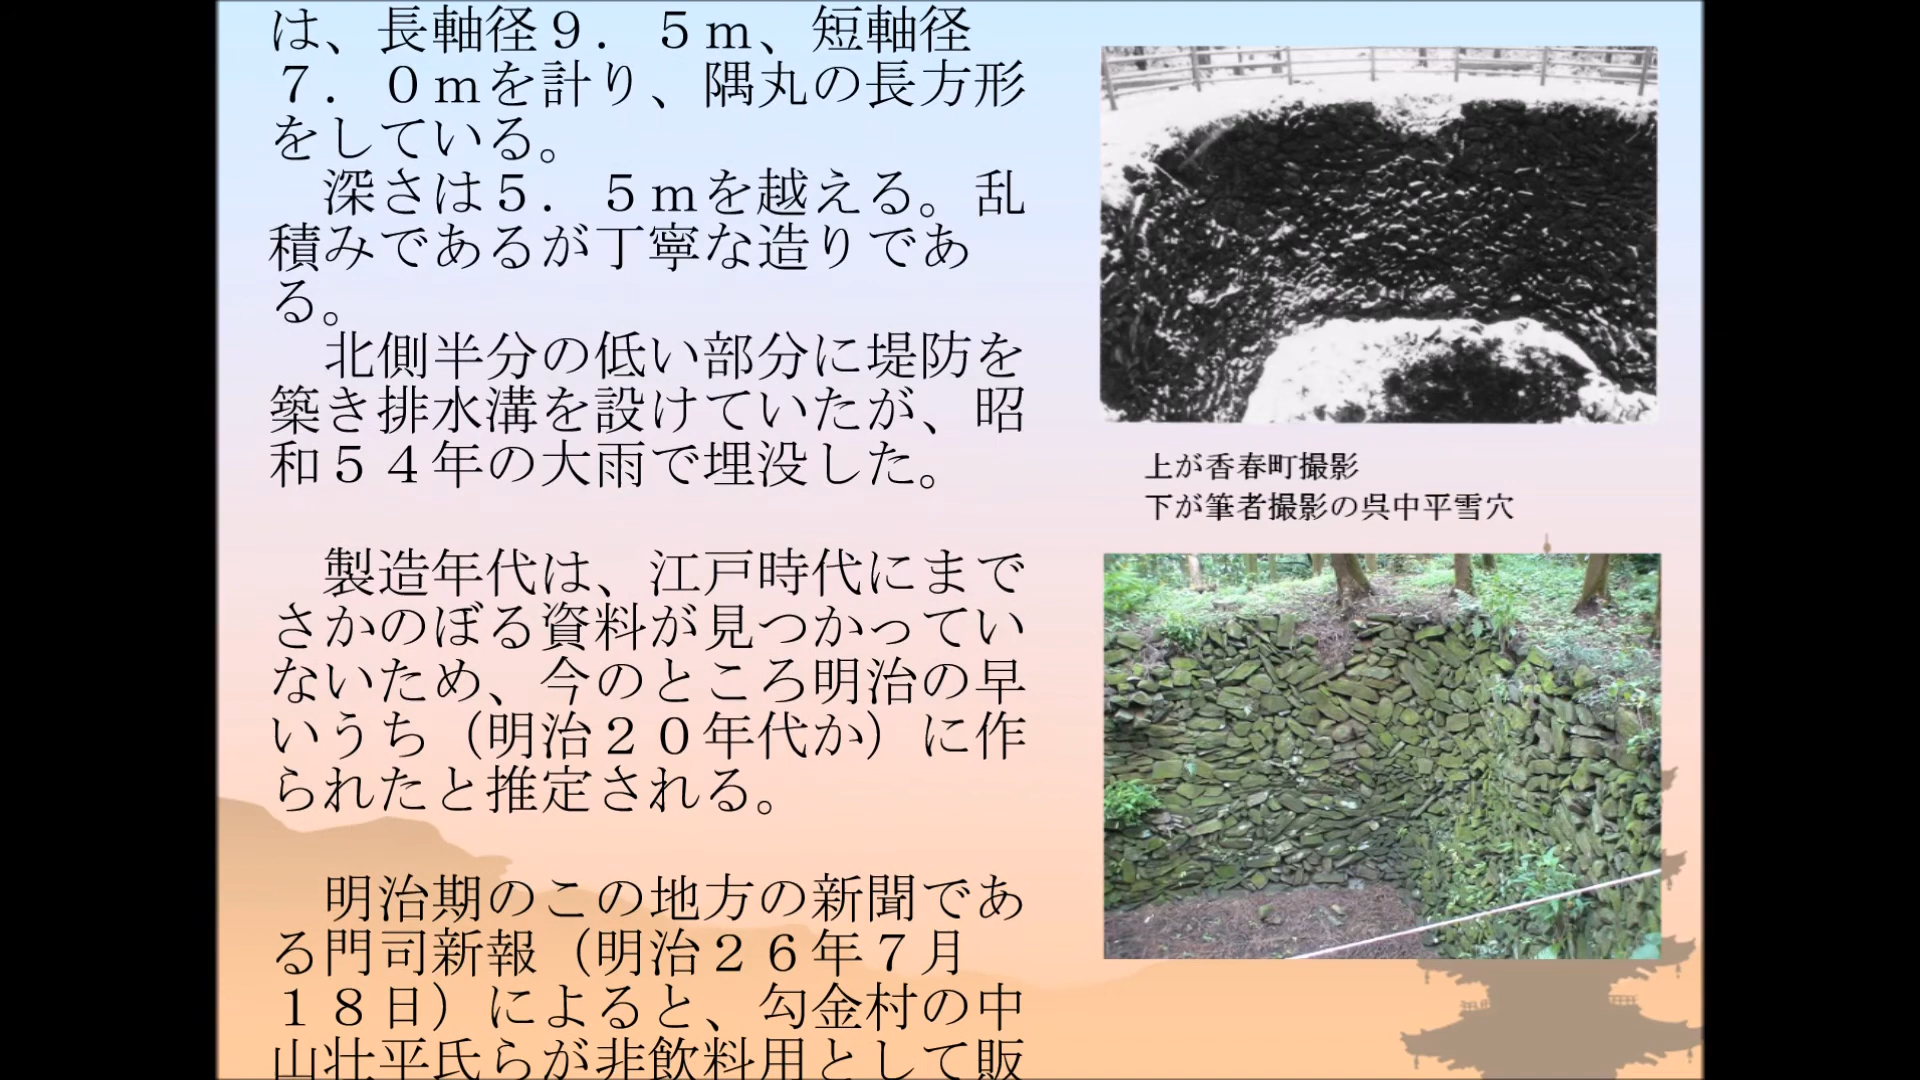 は、長軸径９．５ｍ、短軸径
７．０ｍを計り、隅丸の長方形
をしている。
　深さは５．５ｍを越える。乱
積みであるが丁寧な造りであ
る。
　北側半分の低い部分に堤防を
築き排水溝を設けていたが、昭
和５４年の大雨で埋没した。
　製造年代は、江戸時代にまで
さかのぼる資料が見つかってい
ないため、今のところ明治の早
いうち（明治２０年代か）に作
られたと推定される。
　明治期のこの地方の新聞であ
る門司新報（明治２６年７月
１８日）によると、勾金村の中
山壮平氏らが非飲料用として販
上が香春町撮影
下が筆者撮影の呉中平雪穴